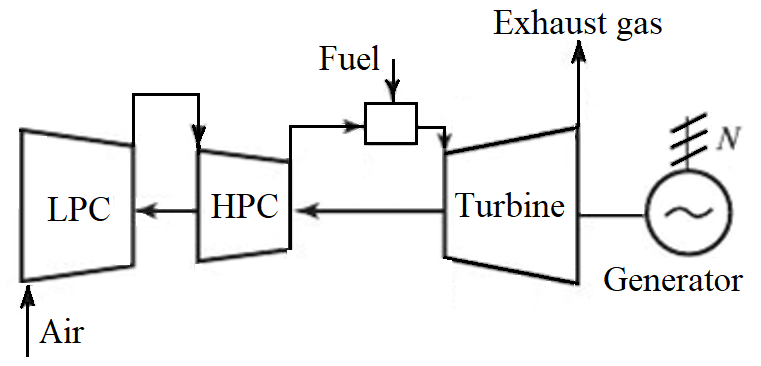 Exhaust gas
Fuel
N
LPC
HPC
Turbine
Generator
Air